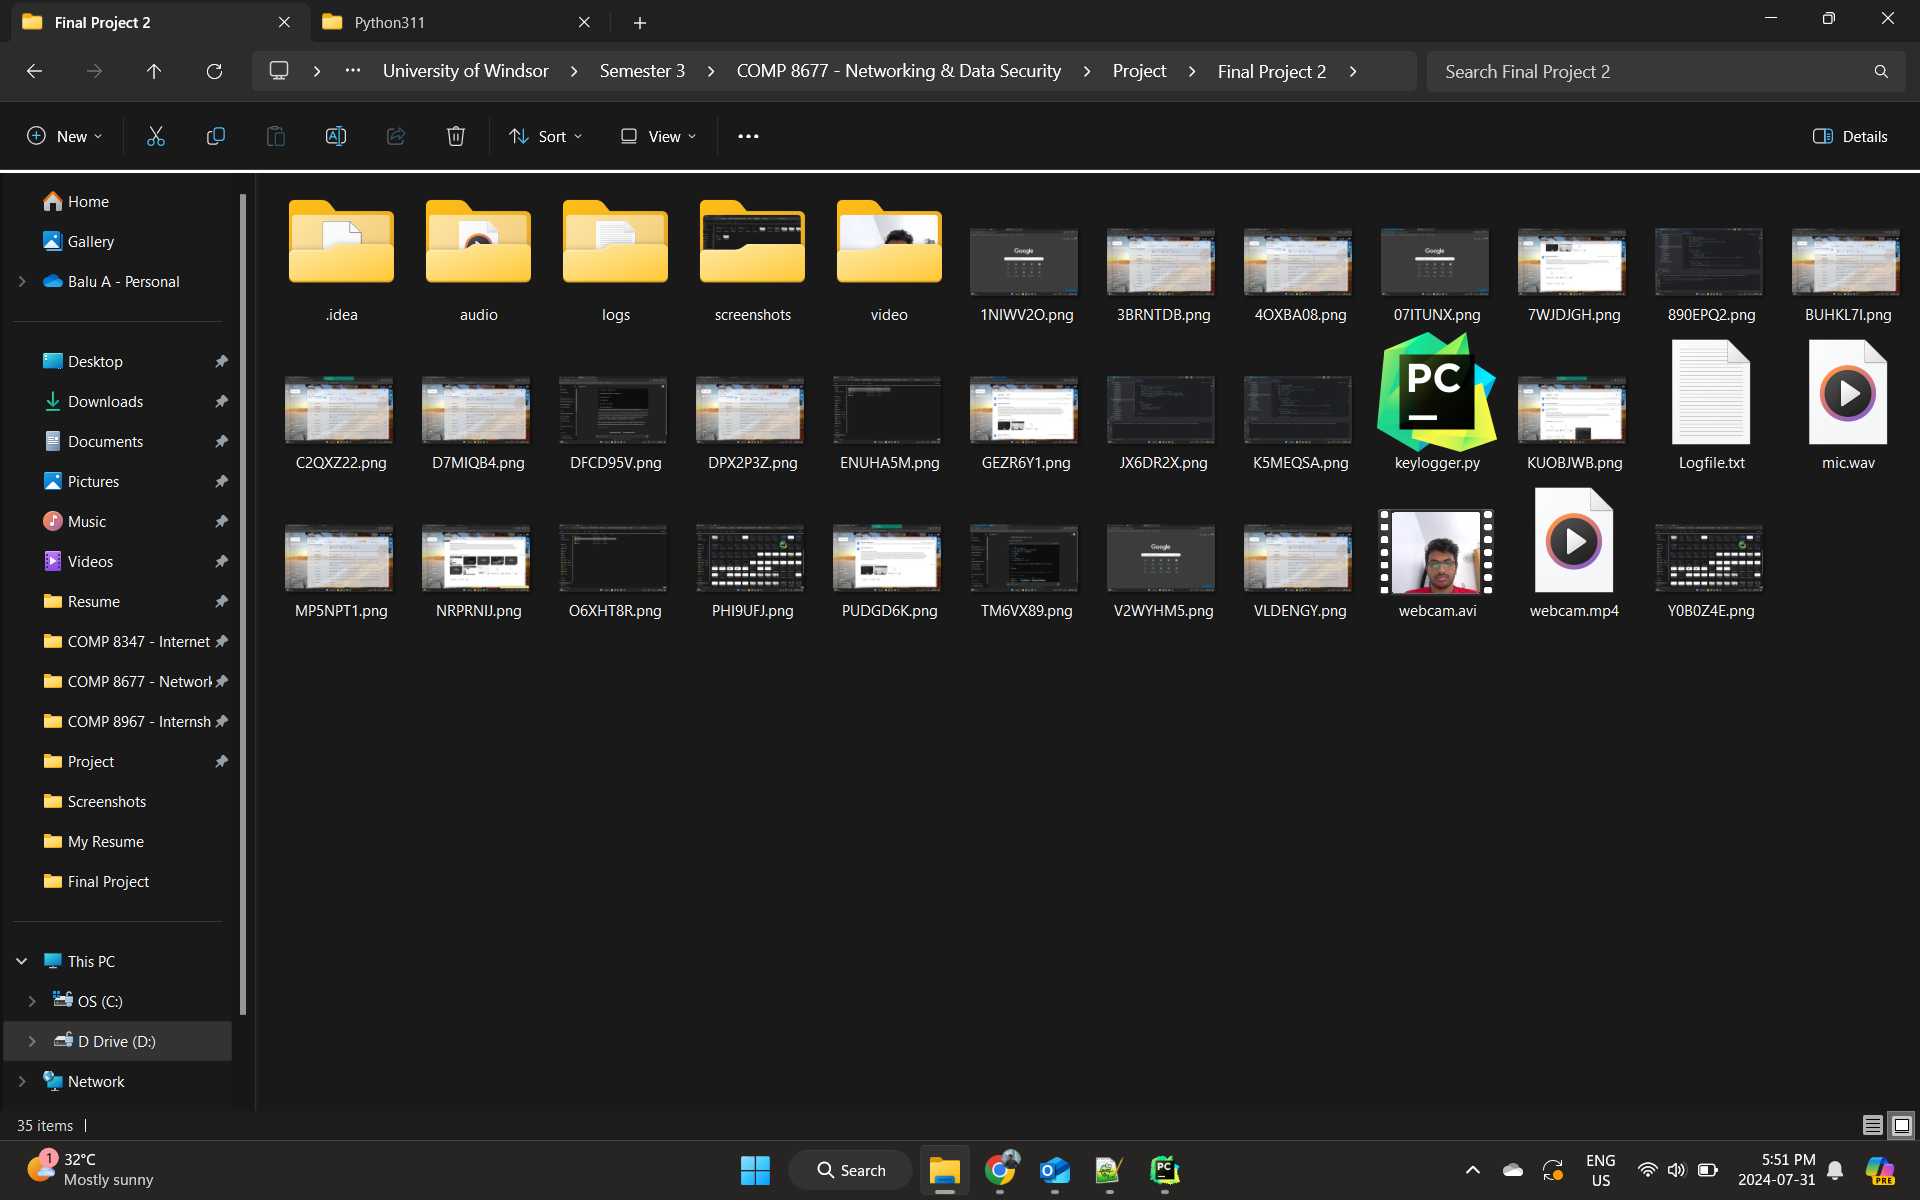 Final Project 2
Python311
University of Windsor
Semester 3
COMP 8677 - Networking & Data Security
Project
Final Project 2
Search Final Project 2
New
Sort
View
Details
Home
Gallery
Balu A - Personal
Desktop
Downloads
Documents
Pictures
Music
Videos
Resume
COMP 8347 - Internet
COMP 8677 - Network
COMP 8967 - Internsh
Project
Screenshots
My Resume
Final Project
This PC
OS (C:)
D Drive (D:)
Network
.idea
audio
logs
screenshots
video
1NIWV2O.png
3BRNTDB.png
4OXBA08.png
07ITUNX.png
7WJDJGH.png
890EPQ2.png
BUHKL7I.png
C2QXZ22.png
D7MIQB4.png
DFCD95V.png
DPX2P3Z.png
ENUHA5M.png
GEZR6Y1.png
JX6DR2X.png
K5MEQSA.png
PC
keylogger.py
KUOBJWB.png
Logfile.txt
mic.wav
MP5NPT1.png
NRPRNIJ.png
O6XHT8R.png
PHI9UFJ.png
PUDGD6K.png
TM6VX89.png
V2WYHM5.png
VLDENGY.png
webcam.avi
webcam.mp4
Y0B0Z4E.png
Google
Google
Google
35 items
1
32°C
Mostly sunny
Search
PC
ENG
US
5:51 PM
2024-07-31
PRE